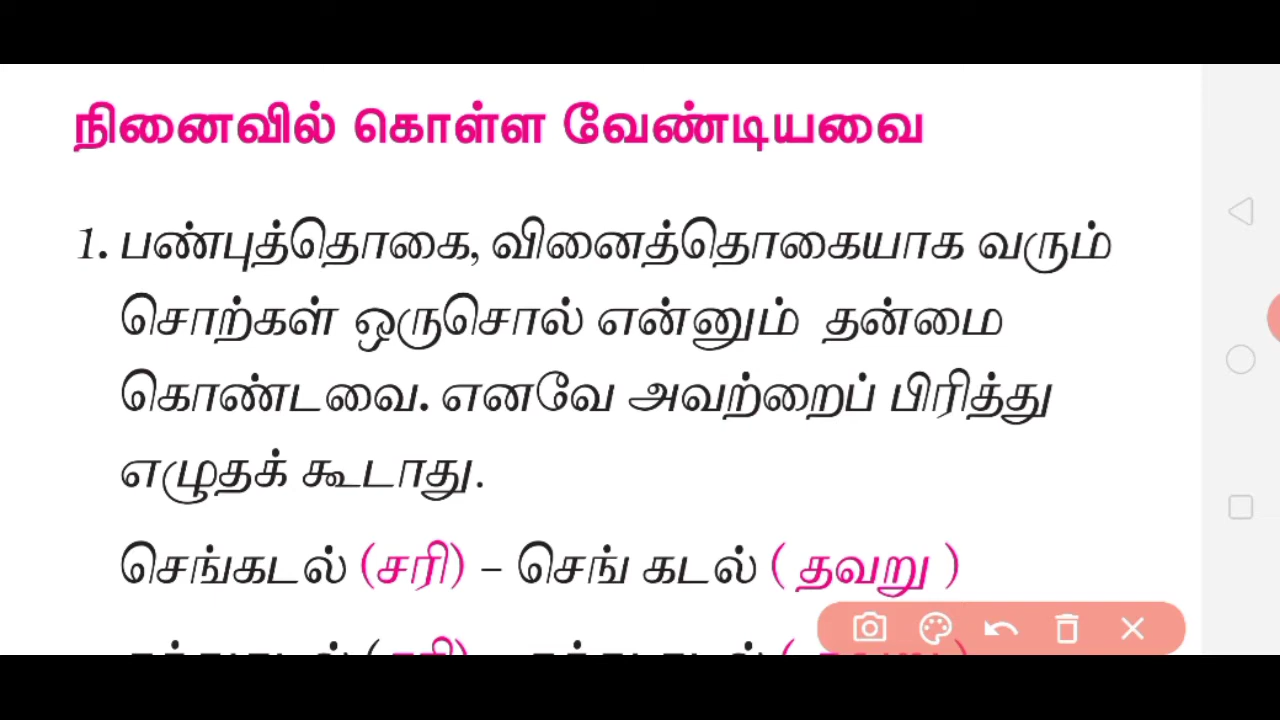 நினைவில் கொள்ள வேண்டியவை
1. பண்புத்தொகை, வினைத்தொகையாக வரும்
சொற்கள் ஒருசொல் என்னும் தன்மை
கொண்டவை. எனவே அவற்றைப் பிரித்து
எழுதக் கூடாது.
செங்கடல் (சரி) – செங் கடல் ( தவறு )